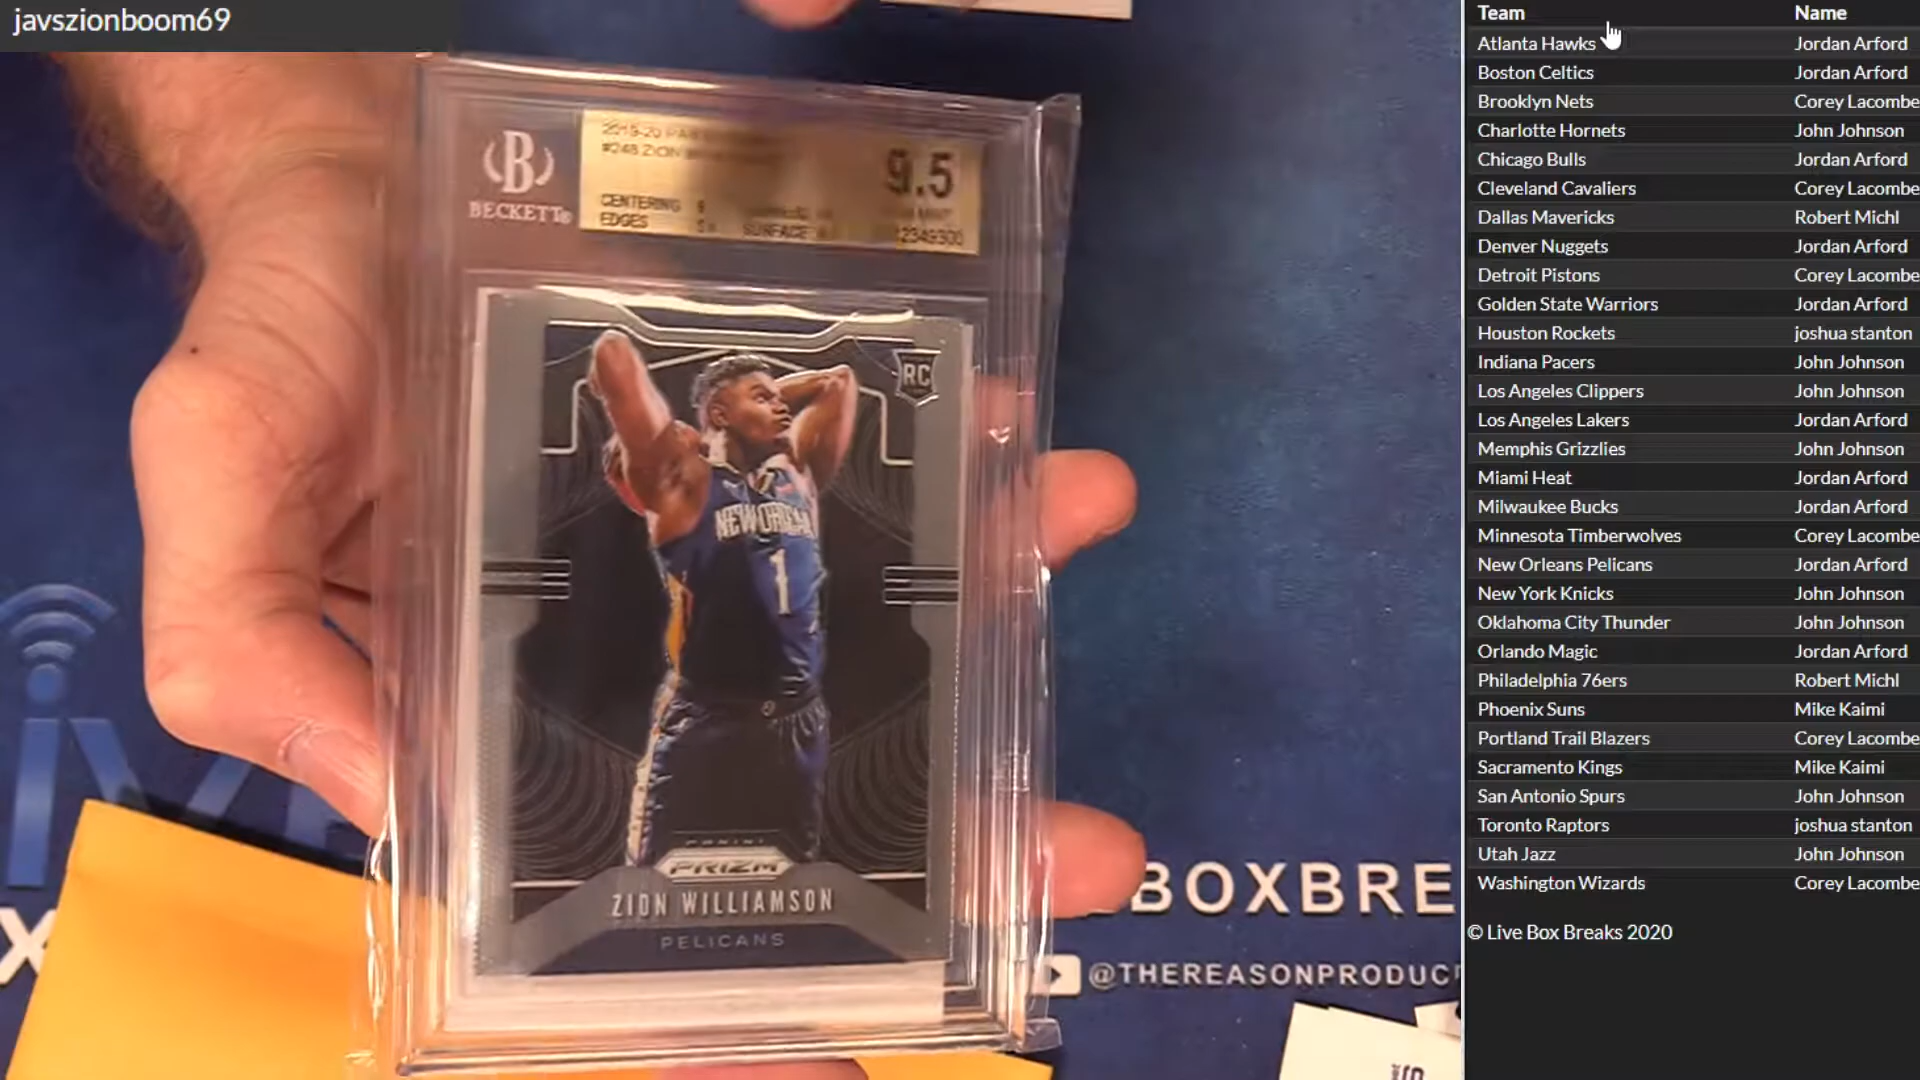 javszionboom69
B
BECKETT®
2019-20
#248 ZION
9.5
CENTERING 9
EDGES
SURFACE
RC
NEW ORLEANS
1
PANINI
PRIZM
ZION WILLIAMSON
PELICANS
BOXBRE
@THEREASONPRODUC
Team Name
Atlanta Hawks Jordan Arford
Boston Celtics Jordan Arford
Brooklyn Nets Corey Lacombe
Charlotte Hornets John Johnson
Chicago Bulls Jordan Arford
Cleveland Cavaliers Corey Lacombe
Dallas Mavericks Robert Michl
Denver Nuggets Jordan Arford
Detroit Pistons Corey Lacombe
Golden State Warriors Jordan Arford
Houston Rockets joshua stanton
Indiana Pacers John Johnson
Los Angeles Clippers John Johnson
Los Angeles Lakers Jordan Arford
Memphis Grizzlies John Johnson
Miami Heat Jordan Arford
Milwaukee Bucks Jordan Arford
Minnesota Timberwolves Corey Lacombe
New Orleans Pelicans Jordan Arford
New York Knicks John Johnson
Oklahoma City Thunder John Johnson
Orlando Magic Jordan Arford
Philadelphia 76ers Robert Michl
Phoenix Suns Mike Kaimi
Portland Trail Blazers Corey Lacombe
Sacramento Kings Mike Kaimi
San Antonio Spurs John Johnson
Toronto Raptors joshua stanton
Utah Jazz John Johnson
Washington Wizards Corey Lacombe
© Live Box Breaks 2020